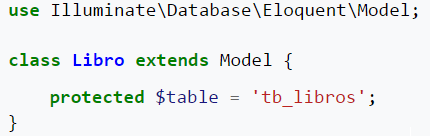 use Illuminate\Database\Eloquent\Model;
class Libro extends Model {
protected $table = 'tb_libros';
}